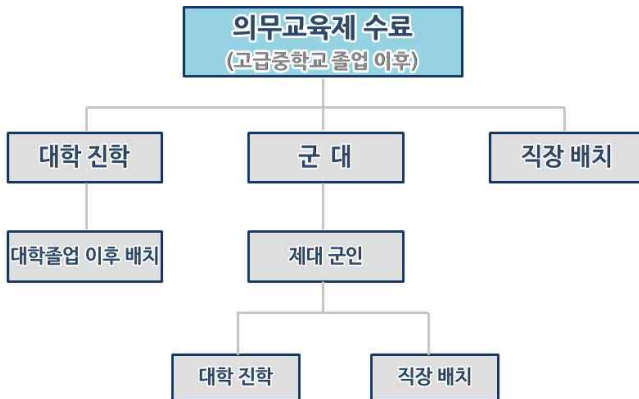 의무교육제 수료
(고급중학교 졸업 이후)
대학 진학
군 대
직장 배치
대학졸업 이후 배치
제대 군인
대학 진학
직장 배치